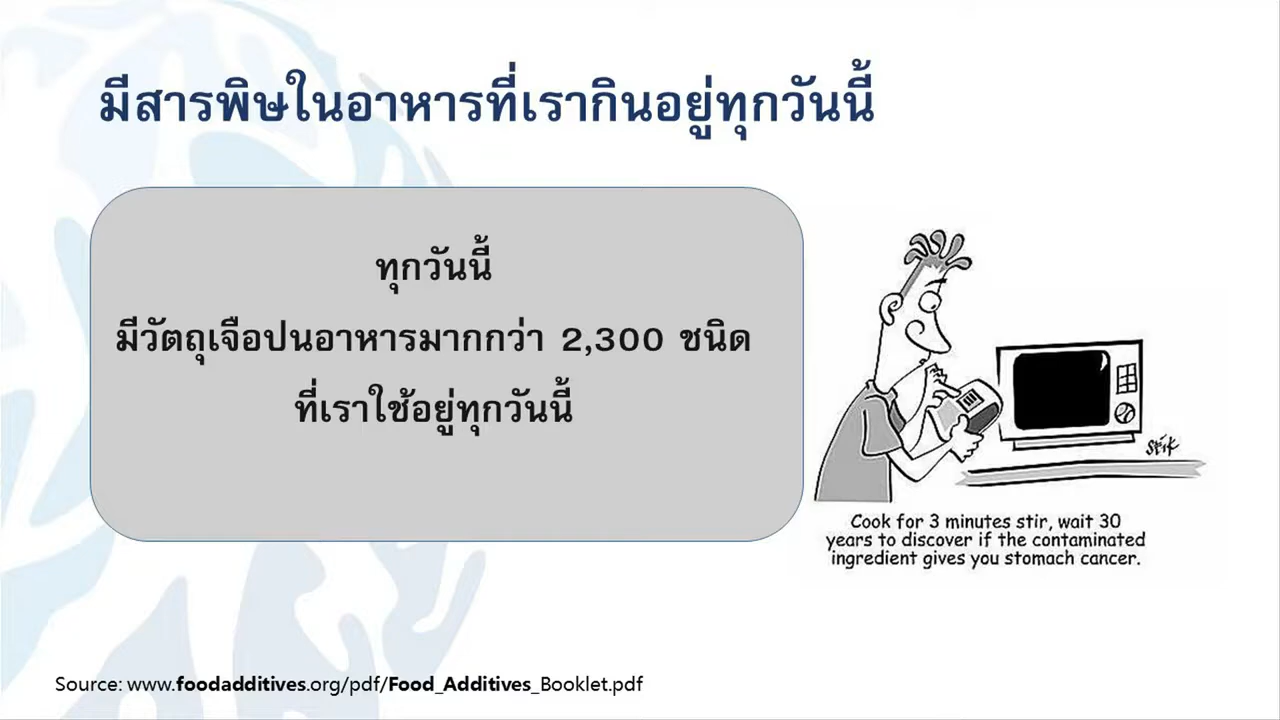 มีสารพิษในอาหารที่เรากินอยู่ทุกวันนี้
ทุกวันนี้
มีวัตถุเจือปนอาหารมากกว่า 2,300 ชนิด
ที่เราใช้อยู่ทุกวันนี้
Stik
Cook for 3 minutes stir, wait 30
years to discover if the contaminated
ingredient gives you stomach cancer.
Source: www.foodadditives.org/pdf/Food_Additives_Booklet.pdf